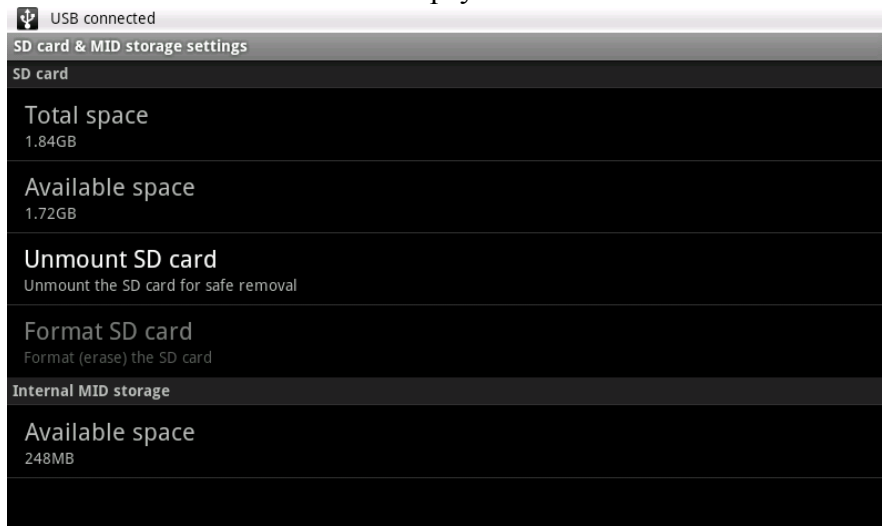 USB connected
SD card & MID storage settings
SD card
Total space
1.84GB
Available space
1.72GB
Unmount SD card
Unmount the SD card for safe removal
Format SD card
Format (erase) the SD card
Internal MID storage
Available space
248MB